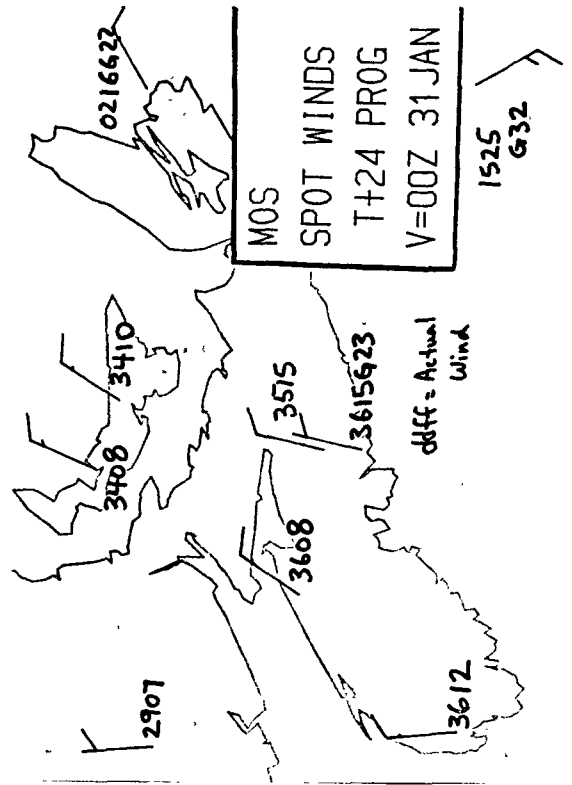 0216G22
MOS
SPOT WINDS
T+24 PROG
V=00Z 31 JAN
3410
3408
1525
G32
3515
3615G23
ddff = Actual
Wind
3608
2907
3612